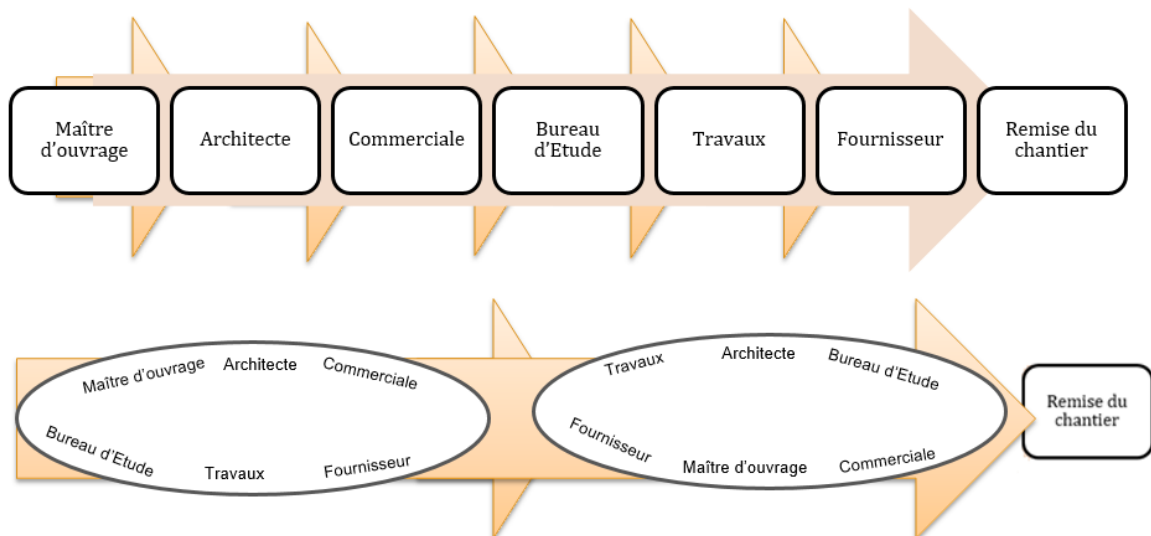 Maître
d'ouvrage
Architecte
Commerciale
Bureau
d'Etude
Travaux
Fournisseur
Remise du
chantier
Maître d'ouvrage
Architecte
Commerciale
Bureau d'Etude
Travaux
Fournisseur
Travaux
Architecte
Bureau d'Etude
Fournisseur
Maître d'ouvrage
Commerciale
Remise du
chantier